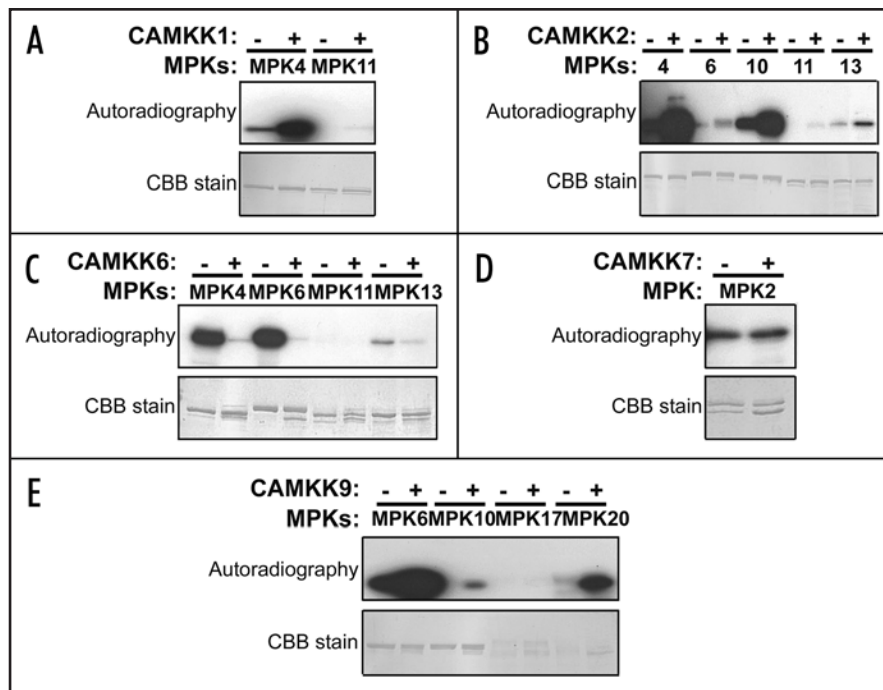 A
CAMKK1: - +
MPKs: MPK4 MPK11
Autoradiography
CBB stain
B
CAMKK2: - + - + - + - + - +
MPKs: 4 6 10 11 13
Autoradiography
CBB stain
C
CAMKK6: - + - + - + - +
MPKs: MPK4 MPK6 MPK11 MPK13
Autoradiography
CBB stain
D
CAMKK7: - +
MPK: MPK2
Autoradiography
CBB stain
E
CAMKK9: - + - + - + - +
MPKs: MPK6 MPK10 MPK17 MPK20
Autoradiography
CBB stain